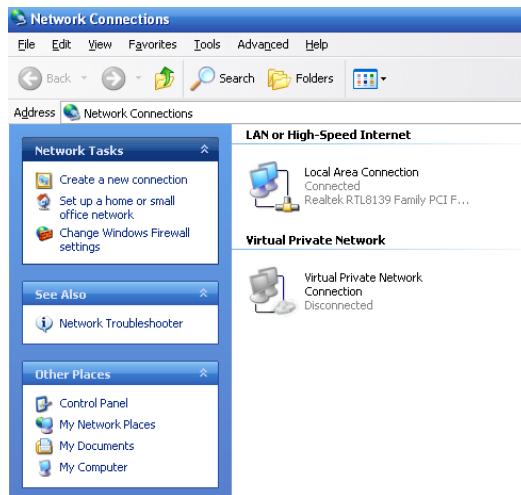 Network Connections
File Edit View Favorites Tools Advanced Help
Back Search Folders
Address Network Connections
Network Tasks
Create a new connection
Set up a home or small
office network
Change Windows Firewall
settings
See Also
Network Troubleshooter
Other Places
Control Panel
My Network Places
My Documents
My Computer
LAN or High-Speed Internet
Local Area Connection
Connected
Realtek RTL8139 Family PCI F...
Virtual Private Network
Virtual Private Network
Connection
Disconnected